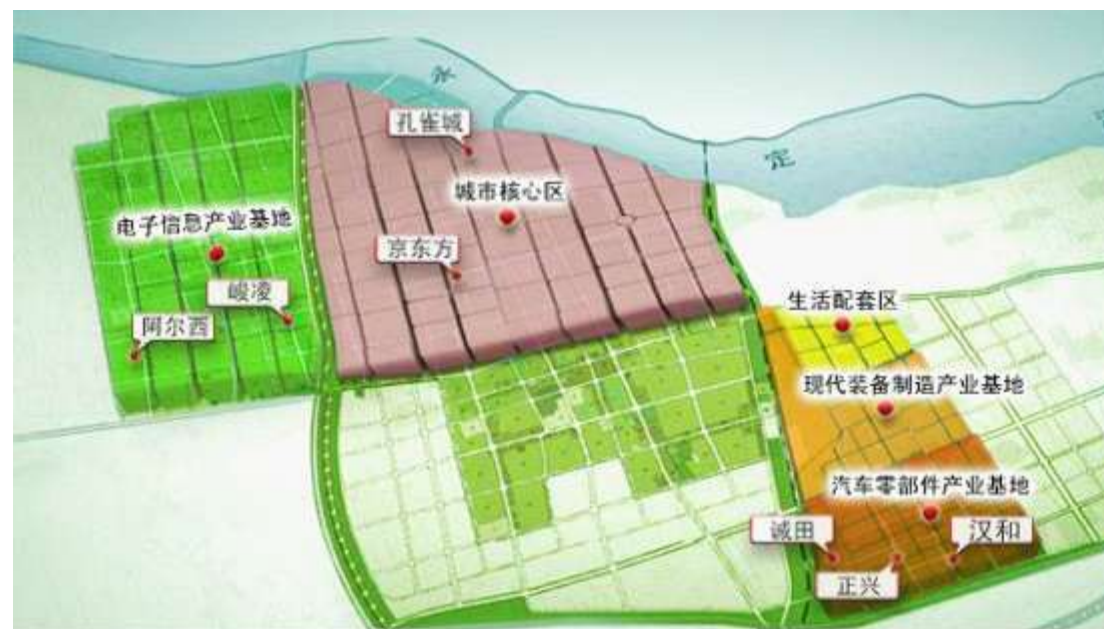 永
孔雀城
定
城市核心区
电子信息产业基地
京东方
峻凌
生活配套区
阿尔西
现代装备制造产业基地
汽车零部件产业基地
诚田
汉和
正兴